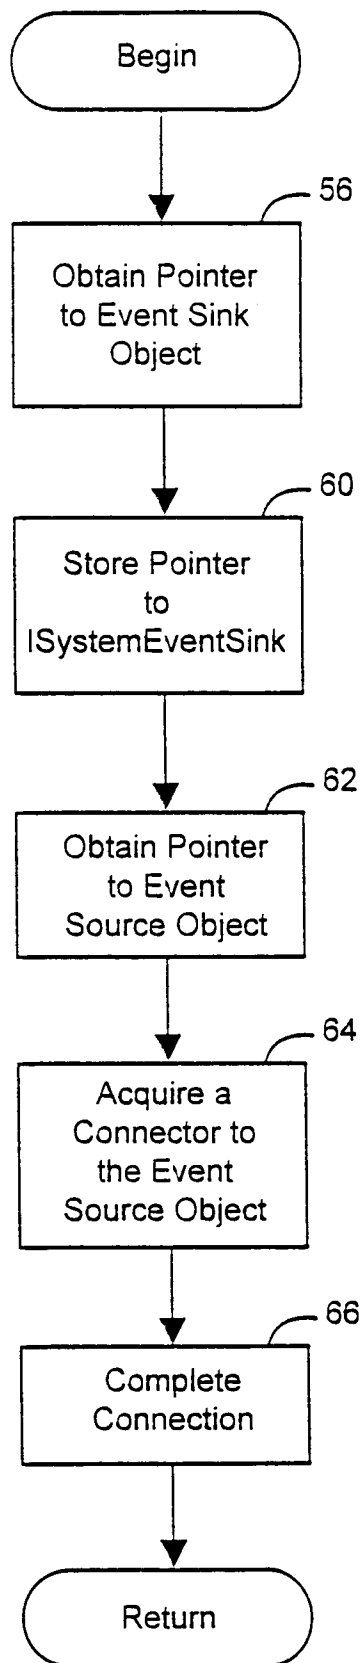 Begin
56
Obtain Pointer
to Event Sink
Object
60
Store Pointer
to
ISystemEventSink
62
Obtain Pointer
to Event
Source Object
64
Acquire a
Connector to
the Event
Source Object
66
Complete
Connection
Return